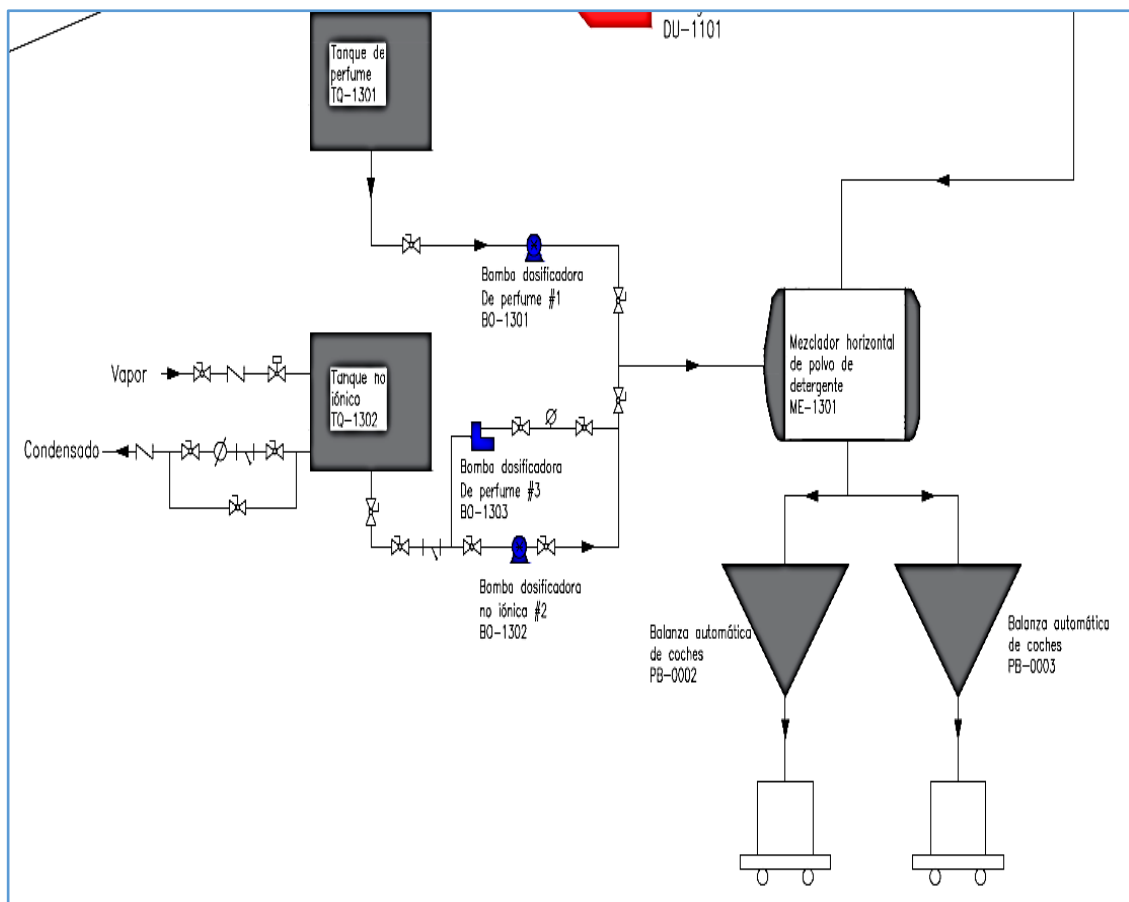 DU-1101
Tanque de
perfume
TQ-1301
Bomba dosificadora
De perfume #1
BO-1301
Mezclador horizontal
de polvo de
detergente
ME-1301
Vapor
Tanque no
iónico
TQ-1302
Condensado
Bomba dosificadora
De perfume #3
BO-1303
Bomba dosificadora
no iónica #2
BO-1302
Balanza automática
de coches
PB-0002
Balanza automática
de coches
PB-0003